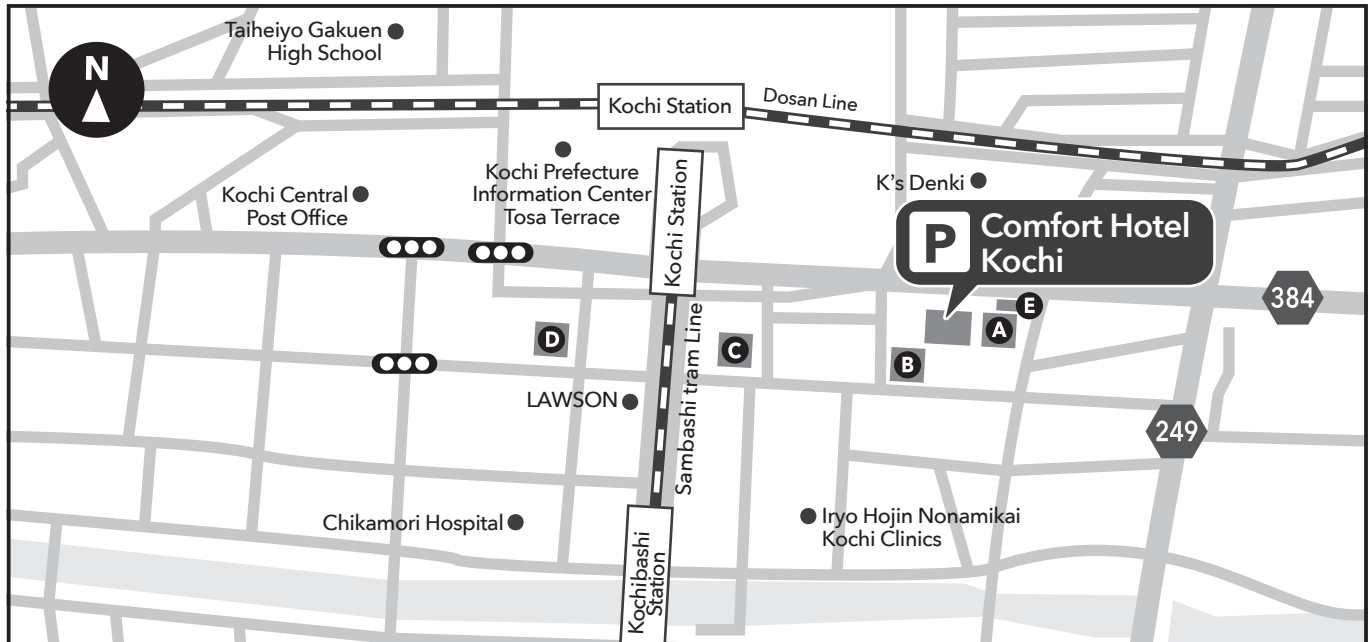 Taiheiyo Gakuen
High School
N
Kochi Station
Dosan Line
Kochi Prefecture
Information Center
Tosa Terrace
Kochi Station
K's Denki
Kochi Central
Post Office
P
Comfort Hotel
Kochi
384
E
A
D
C
B
Sambashi tram Line
LAWSON
249
Chikamori Hospital
Iryo Hojin Nonamikai
Kochi Clinics
Kochibashi
Station